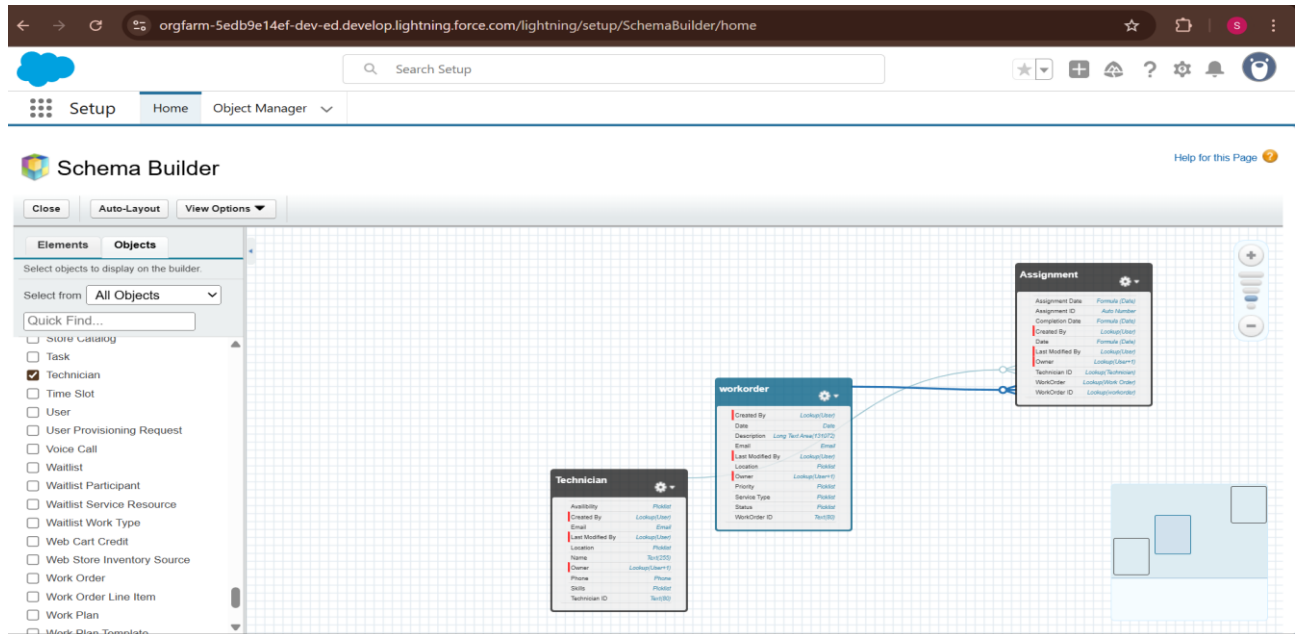 orgfarm-5edb9e14ef-dev-ed.develop.lightning.force.com/lightning/setup/SchemaBuilder/home
S
Search Setup
Setup
Home
Object Manager
Schema Builder
Help for this Page
Close
Auto-Layout
View Options
Elements
Objects
Select objects to display on the builder.
Select from All Objects
Quick Find...
Store Catalog
Task
Technician
Time Slot
User
User Provisioning Request
Voice Call
Waitlist
Waitlist Participant
Waitlist Service Resource
Waitlist Work Type
Web Cart Credit
Web Store Inventory Source
Work Order
Work Order Line Item
Work Plan
Work Plan Template
Technician
Availibility Picklist
Created By Lookup(User)
Email Email
Last Modified By Lookup(User)
Location Picklist
Name Text(255)
Owner Lookup(User+1)
Phone Phone
Skills Picklist
Technician ID Text(80)
workorder
Created By Lookup(User)
Date Date
Description Long Text Area(131072)
Email Email
Last Modified By Lookup(User)
Location Picklist
Owner Lookup(User+1)
Priority Picklist
Service Type Picklist
Status Picklist
WorkOrder ID Text(80)
Assignment
Assignment Date Formula (Date)
Assignment ID Auto Number
Completion Date Formula (Date)
Created By Lookup(User)
Date Formula (Date)
Last Modified By Lookup(User)
Owner Lookup(User+1)
Technician ID Lookup(Technician)
WorkOrder Lookup(Work Order)
WorkOrder ID Lookup(workorder)